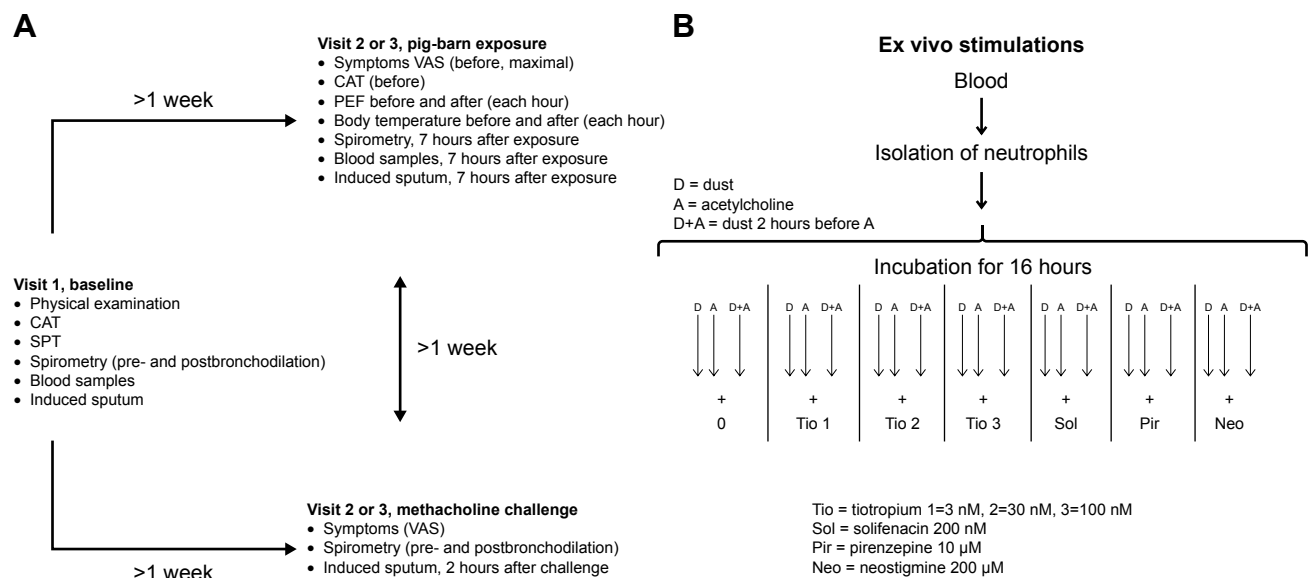 A
Visit 2 or 3, pig-barn exposure
• Symptoms VAS (before, maximal)
• CAT (before)
• PEF before and after (each hour)
• Body temperature before and after (each hour)
• Spirometry, 7 hours after exposure
• Blood samples, 7 hours after exposure
• Induced sputum, 7 hours after exposure
>1 week
Visit 1, baseline
• Physical examination
• CAT
• SPT
• Spirometry (pre- and postbronchodilation)
• Blood samples
• Induced sputum
>1 week
Visit 2 or 3, methacholine challenge
• Symptoms (VAS)
• Spirometry (pre- and postbronchodilation)
• Induced sputum, 2 hours after challenge
>1 week
B
Ex vivo stimulations
Blood
Isolation of neutrophils
D = dust
A = acetylcholine
D+A = dust 2 hours before A
Incubation for 16 hours
D A D+A D A D+A D A D+A D A D+A D A D+A D A D+A D A D+A
+ + + + + + +
0 Tio 1 Tio 2 Tio 3 Sol Pir Neo
Tio = tiotropium 1=3 nM, 2=30 nM, 3=100 nM
Sol = solifenacin 200 nM
Pir = pirenzepine 10 µM
Neo = neostigmine 200 µM